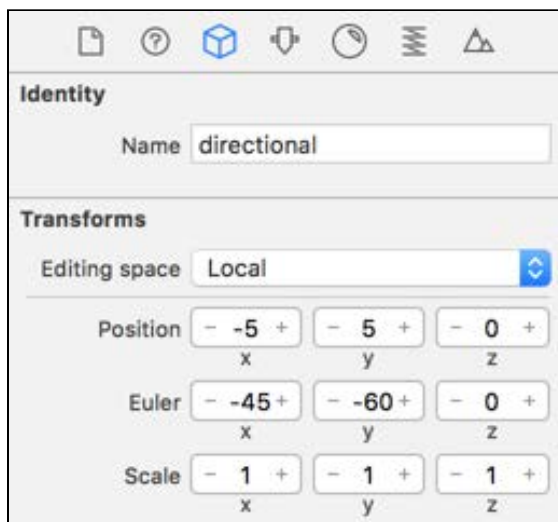 Identity
Name directional
Transforms
Editing space Local
Position - -5 + - 5 + - 0 +
x y z
Euler - -45 + - -60 + - 0 +
x y z
Scale - 1 + - 1 + - 1 +
x y z